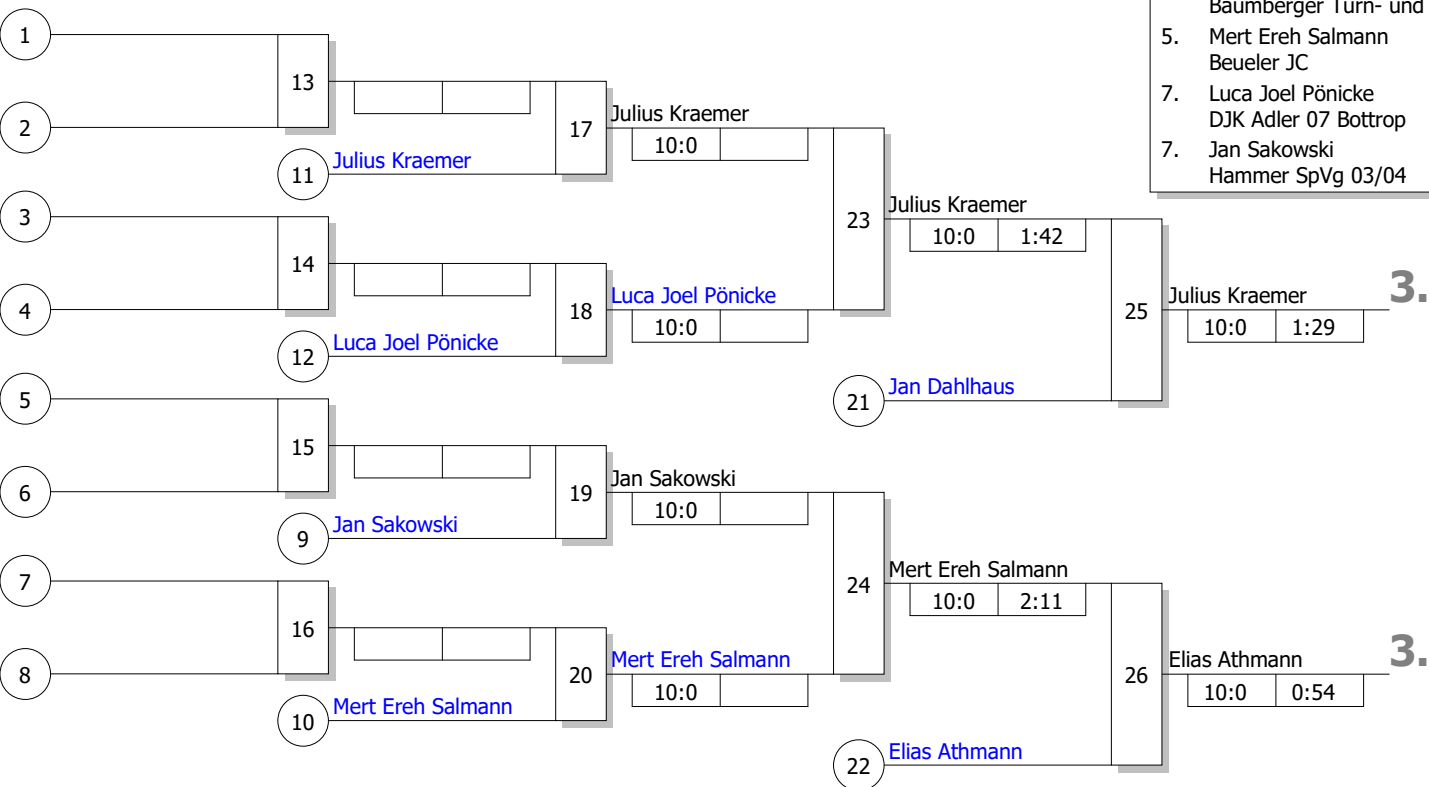 Baumberger Turn- und
5. Mert Ereh Salmann
Beueler JC
7. Luca Joel Pönicke
DJK Adler 07 Bottrop
7. Jan Sakowski
Hammer SpVg 03/04
1
13
2
17
Julius Kraemer
10:0
11
Julius Kraemer
3
23
Julius Kraemer
10:0 1:42
14
4
18
Luca Joel Pönicke
10:0
12
Luca Joel Pönicke
25
Julius Kraemer
3.
10:0 1:29
21
Jan Dahlhaus
5
15
6
19
Jan Sakowski
10:0
9
Jan Sakowski
7
24
Mert Ereh Salmann
10:0 2:11
16
8
20
Mert Ereh Salmann
10:0
10
Mert Ereh Salmann
26
Elias Athmann
3.
10:0 0:54
22
Elias Athmann